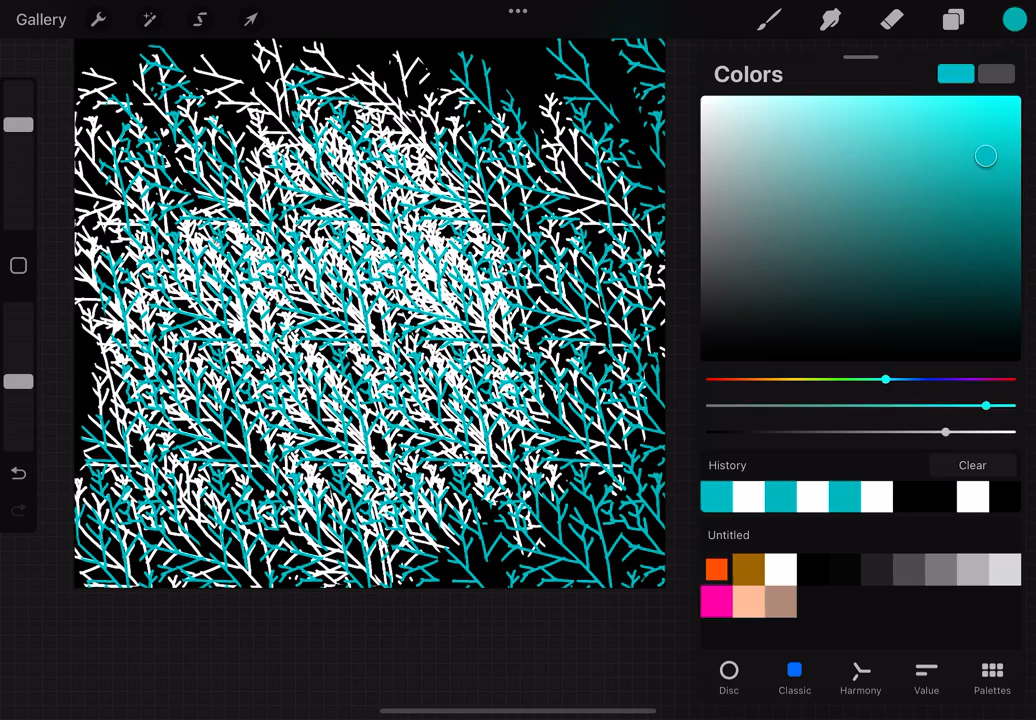 Gallery
Colors
History
Clear
Untitled
Disc
Classic
Harmony
Value
Palettes